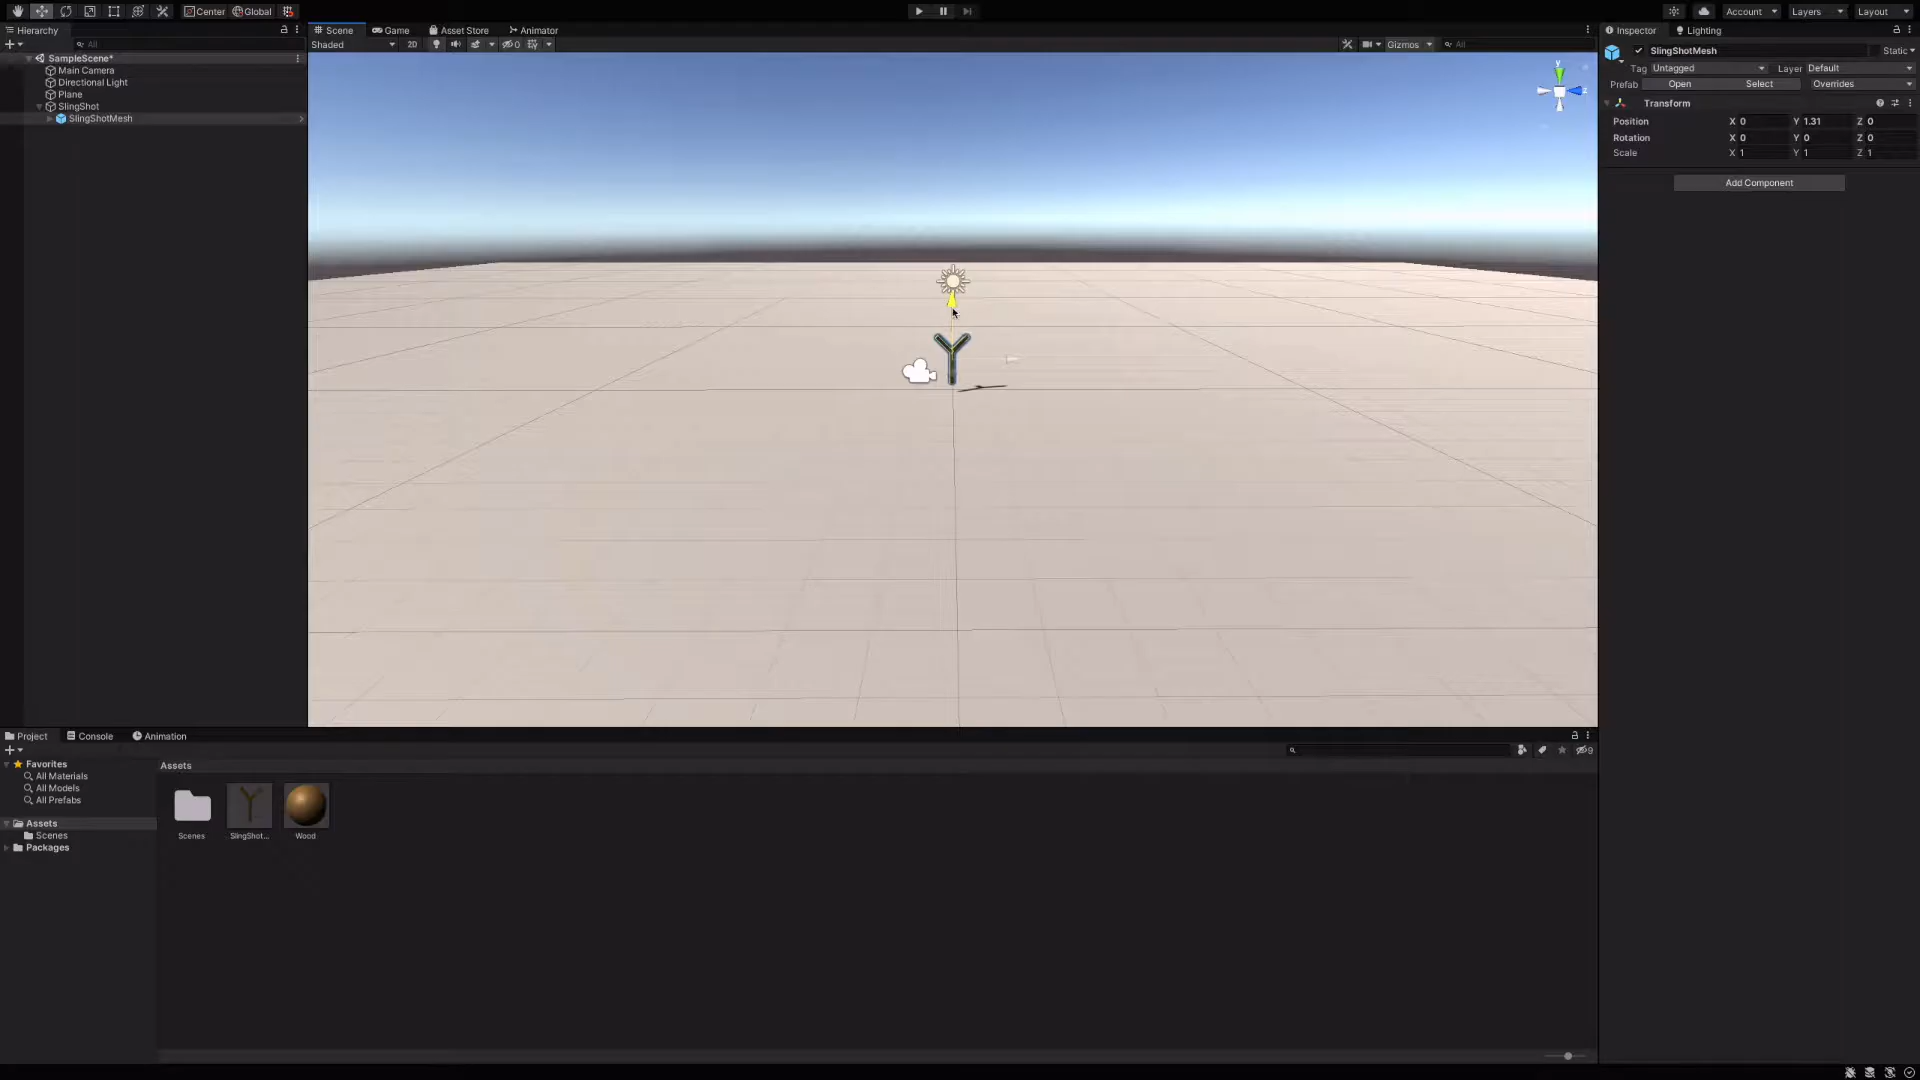 Center Global Account Layers Layout
Hierarchy Scene Game Asset Store Animator Inspector Lighting
All Shaded 2D 0 Gizmos All
SampleScene* SlingShotMesh Static
Main Camera Tag Untagged Layer Default
Directional Light Prefab Open Select Overrides
Plane
SlingShot Transform
SlingShotMesh Position X 0 Y 1.31 Z 0
Rotation X 0 Y 0 Z 0
Scale X 1 Y 1 Z 1
Add Component
y
z
Project Console Animation
9
Favorites Assets
All Materials
All Models
All Prefabs
Assets
Scenes
Packages
Scenes SlingShot... Wood